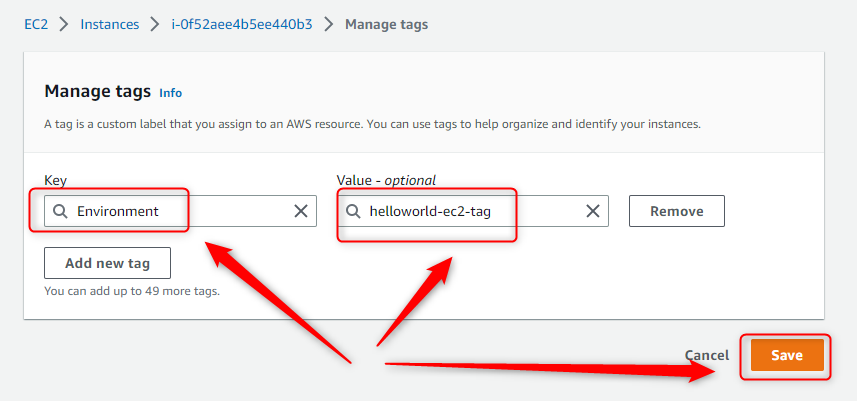 EC2 > Instances > i-0f52aee4b5ee440b3 > Manage tags
Manage tags Info
A tag is a custom label that you assign to an AWS resource. You can use tags to help organize and identify your instances.
Key Value - optional
Environment helloworld-ec2-tag Remove
Add new tag
You can add up to 49 more tags.
Cancel Save